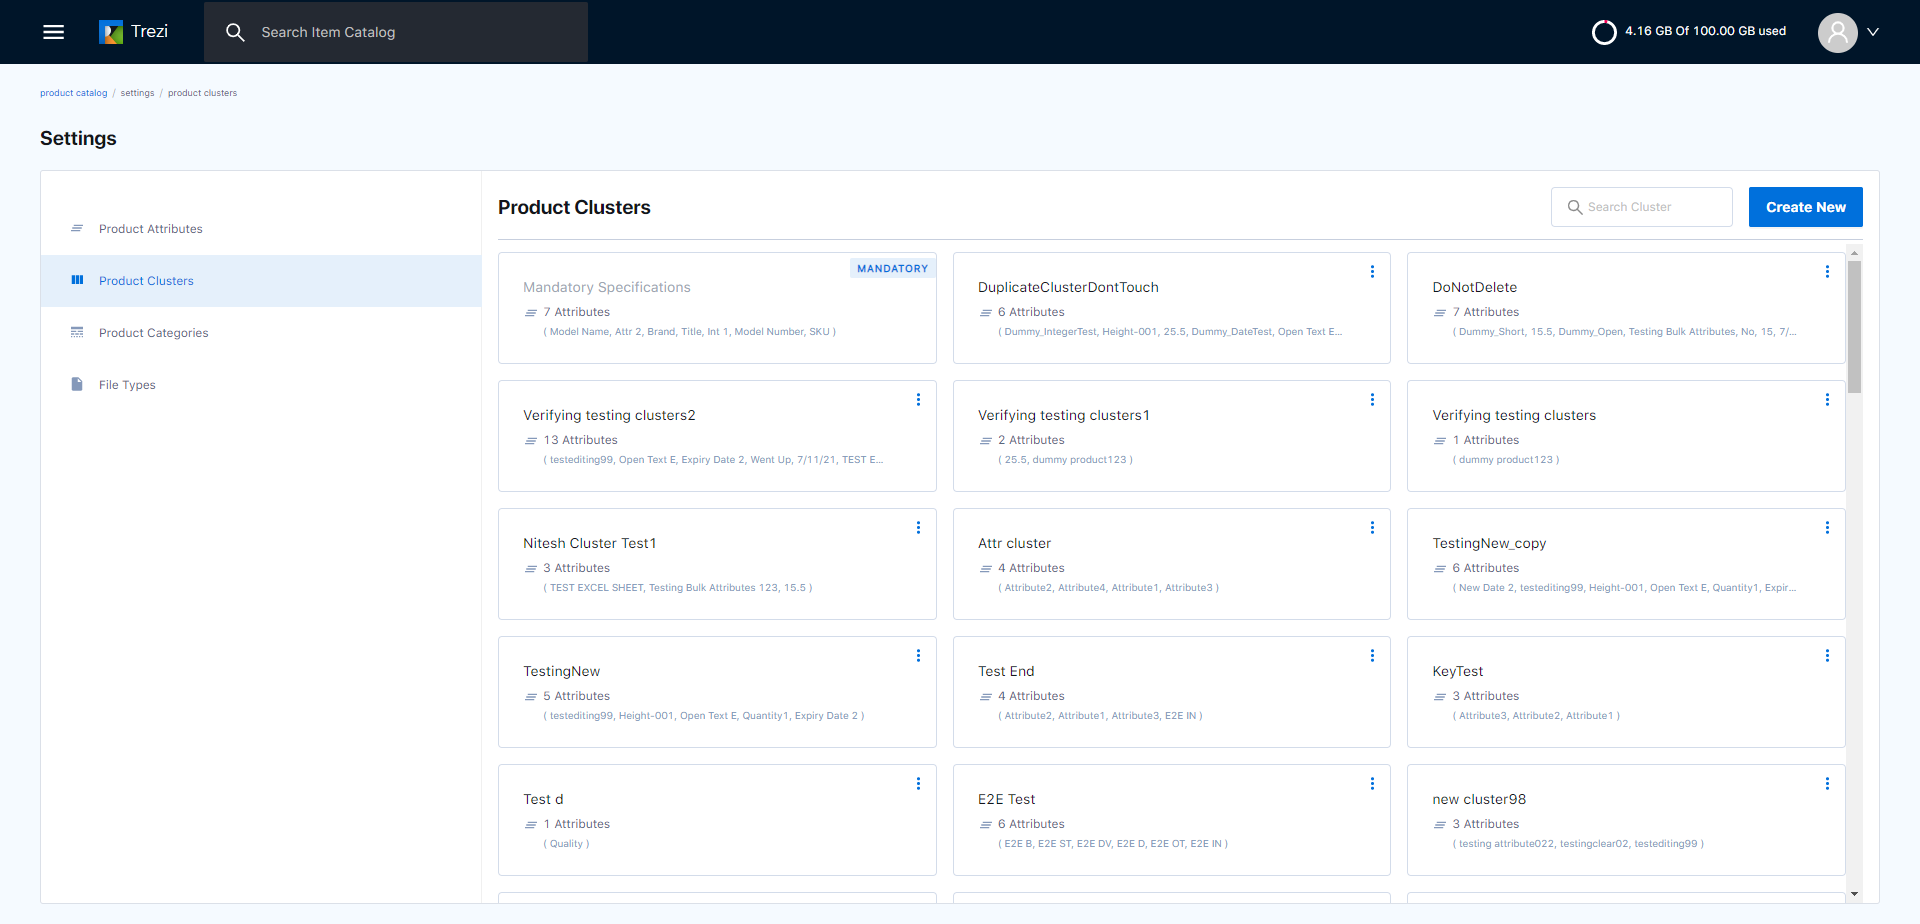 Trezi
Search Item Catalog
4.16 GB Of 100.00 GB used
product catalog / settings / product clusters
Settings
Product Attributes
Product Clusters
Product Categories
File Types
Product Clusters
Search Cluster
Create New
MANDATORY
Mandatory Specifications
7 Attributes
( Model Name, Attr 2, Brand, Title, Int 1, Model Number, SKU )
DuplicateClusterDontTouch
6 Attributes
( Dummy_IntegerTest, Height-001, 25.5, Dummy_DateTest, Open Text E...
DoNotDelete
7 Attributes
( Dummy_Short, 15.5, Dummy_Open, Testing Bulk Attributes, No, 15, 7/...
Verifying testing clusters2
13 Attributes
( testediting99, Open Text E, Expiry Date 2, Went Up, 7/11/21, TEST E...
Verifying testing clusters1
2 Attributes
( 25.5, dummy product123 )
Verifying testing clusters
1 Attributes
( dummy product123 )
Nitesh Cluster Test1
3 Attributes
( TEST EXCEL SHEET, Testing Bulk Attributes 123, 15.5 )
Attr cluster
4 Attributes
( Attribute2, Attribute4, Attribute1, Attribute3 )
TestingNew_copy
6 Attributes
( New Date 2, testediting99, Height-001, Open Text E, Quantity1, Expir...
TestingNew
5 Attributes
( testediting99, Height-001, Open Text E, Quantity1, Expiry Date 2 )
Test End
4 Attributes
( Attribute2, Attribute1, Attribute3, E2E IN )
KeyTest
3 Attributes
( Attribute3, Attribute2, Attribute1 )
Test d
1 Attributes
( Quality )
E2E Test
6 Attributes
( E2E B, E2E ST, E2E DV, E2E D, E2E OT, E2E IN )
new cluster98
3 Attributes
( testing attribute022, testingclear02, testediting99 )